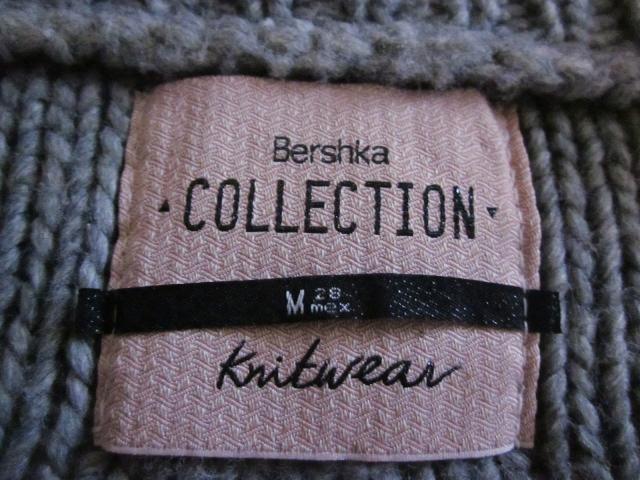 Bershka
COLLECTION
M 28 mex
Knitwear